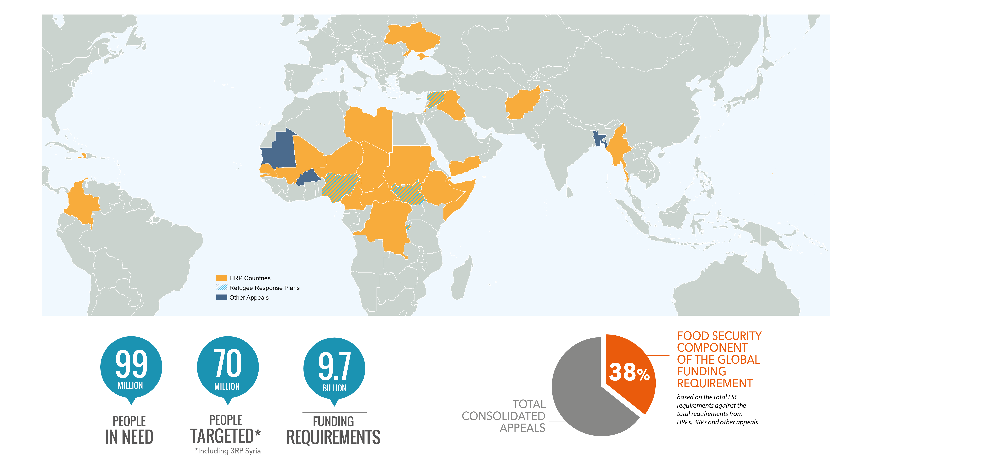 HRP Countries
Refugee Response Plans
Other Appeals
99
MILLION
PEOPLE
IN NEED
70
MILLION
PEOPLE
TARGETED*
*Including 3RP Syria
9.7
BILLION
FUNDING
REQUIREMENTS
TOTAL
CONSOLIDATED
APPEALS
38%
FOOD SECURITY
COMPONENT
OF THE GLOBAL
FUNDING
REQUIREMENT
based on the total FSC
requirements against the
total requirements from
HRPs, 3RPs and other appeals